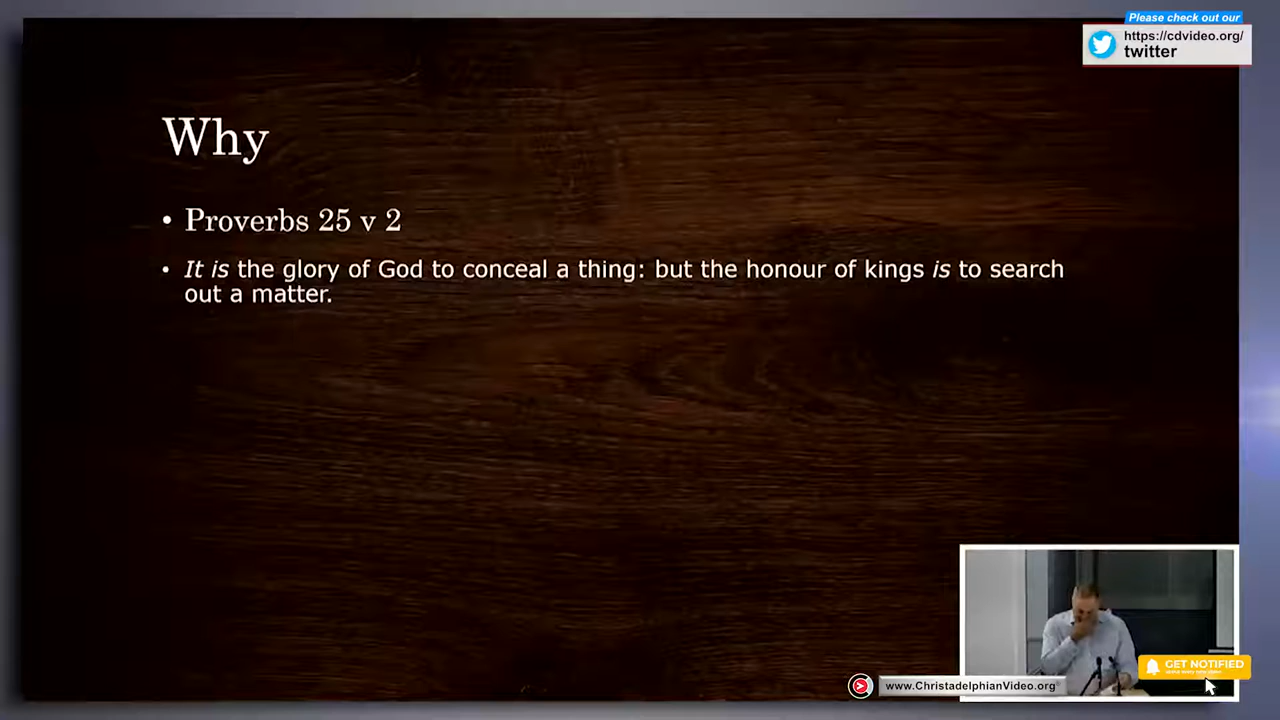 Please check out our
https://cdvideo.org/
twitter
Why
• Proverbs 25 v 2
• It is the glory of God to conceal a thing: but the honour of kings is to search
out a matter.
GET NOTIFIED
www.ChristadelphianVideo.org